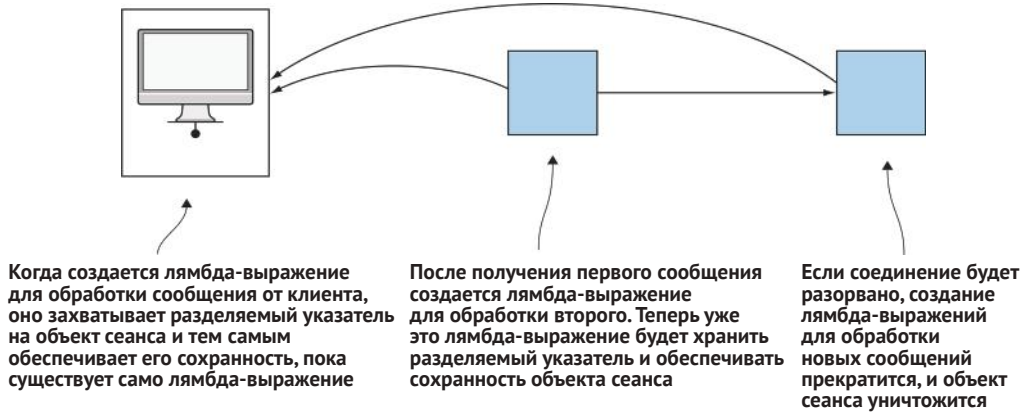 Когда создается лямбда-выражение
для обработки сообщения от клиента,
оно захватывает разделяемый указатель
на объект сеанса и тем самым
обеспечивает его сохранность, пока
существует само лямбда-выражение
После получения первого сообщения
создается лямбда-выражение
для обработки второго. Теперь уже
это лямбда-выражение будет хранить
разделяемый указатель и обеспечивать
сохранность объекта сеанса
Если соединение будет
разорвано, создание
лямбда-выражений
для обработки
новых сообщений
прекратится, и объект
сеанса уничтожится